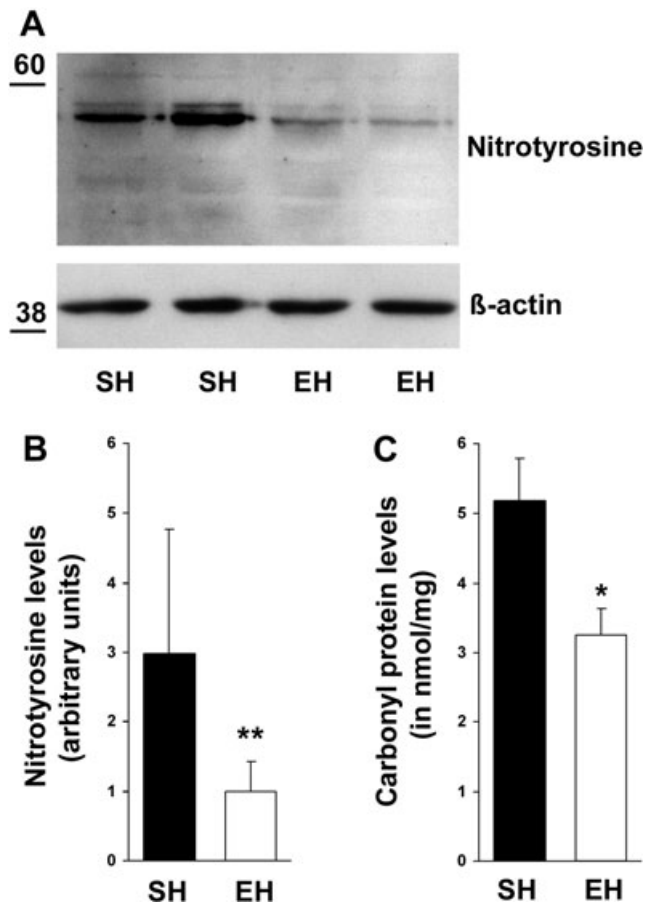 A
60
Nitrotyrosine
38
ß-actin
SH SH EH EH
B
Nitrotyrosine levels
(arbitrary units)
6
5
4
3
2
1
0
**
SH EH
C
Carbonyl protein levels
(in nmol/mg)
6
5
4
3
2
1
0
*
SH EH